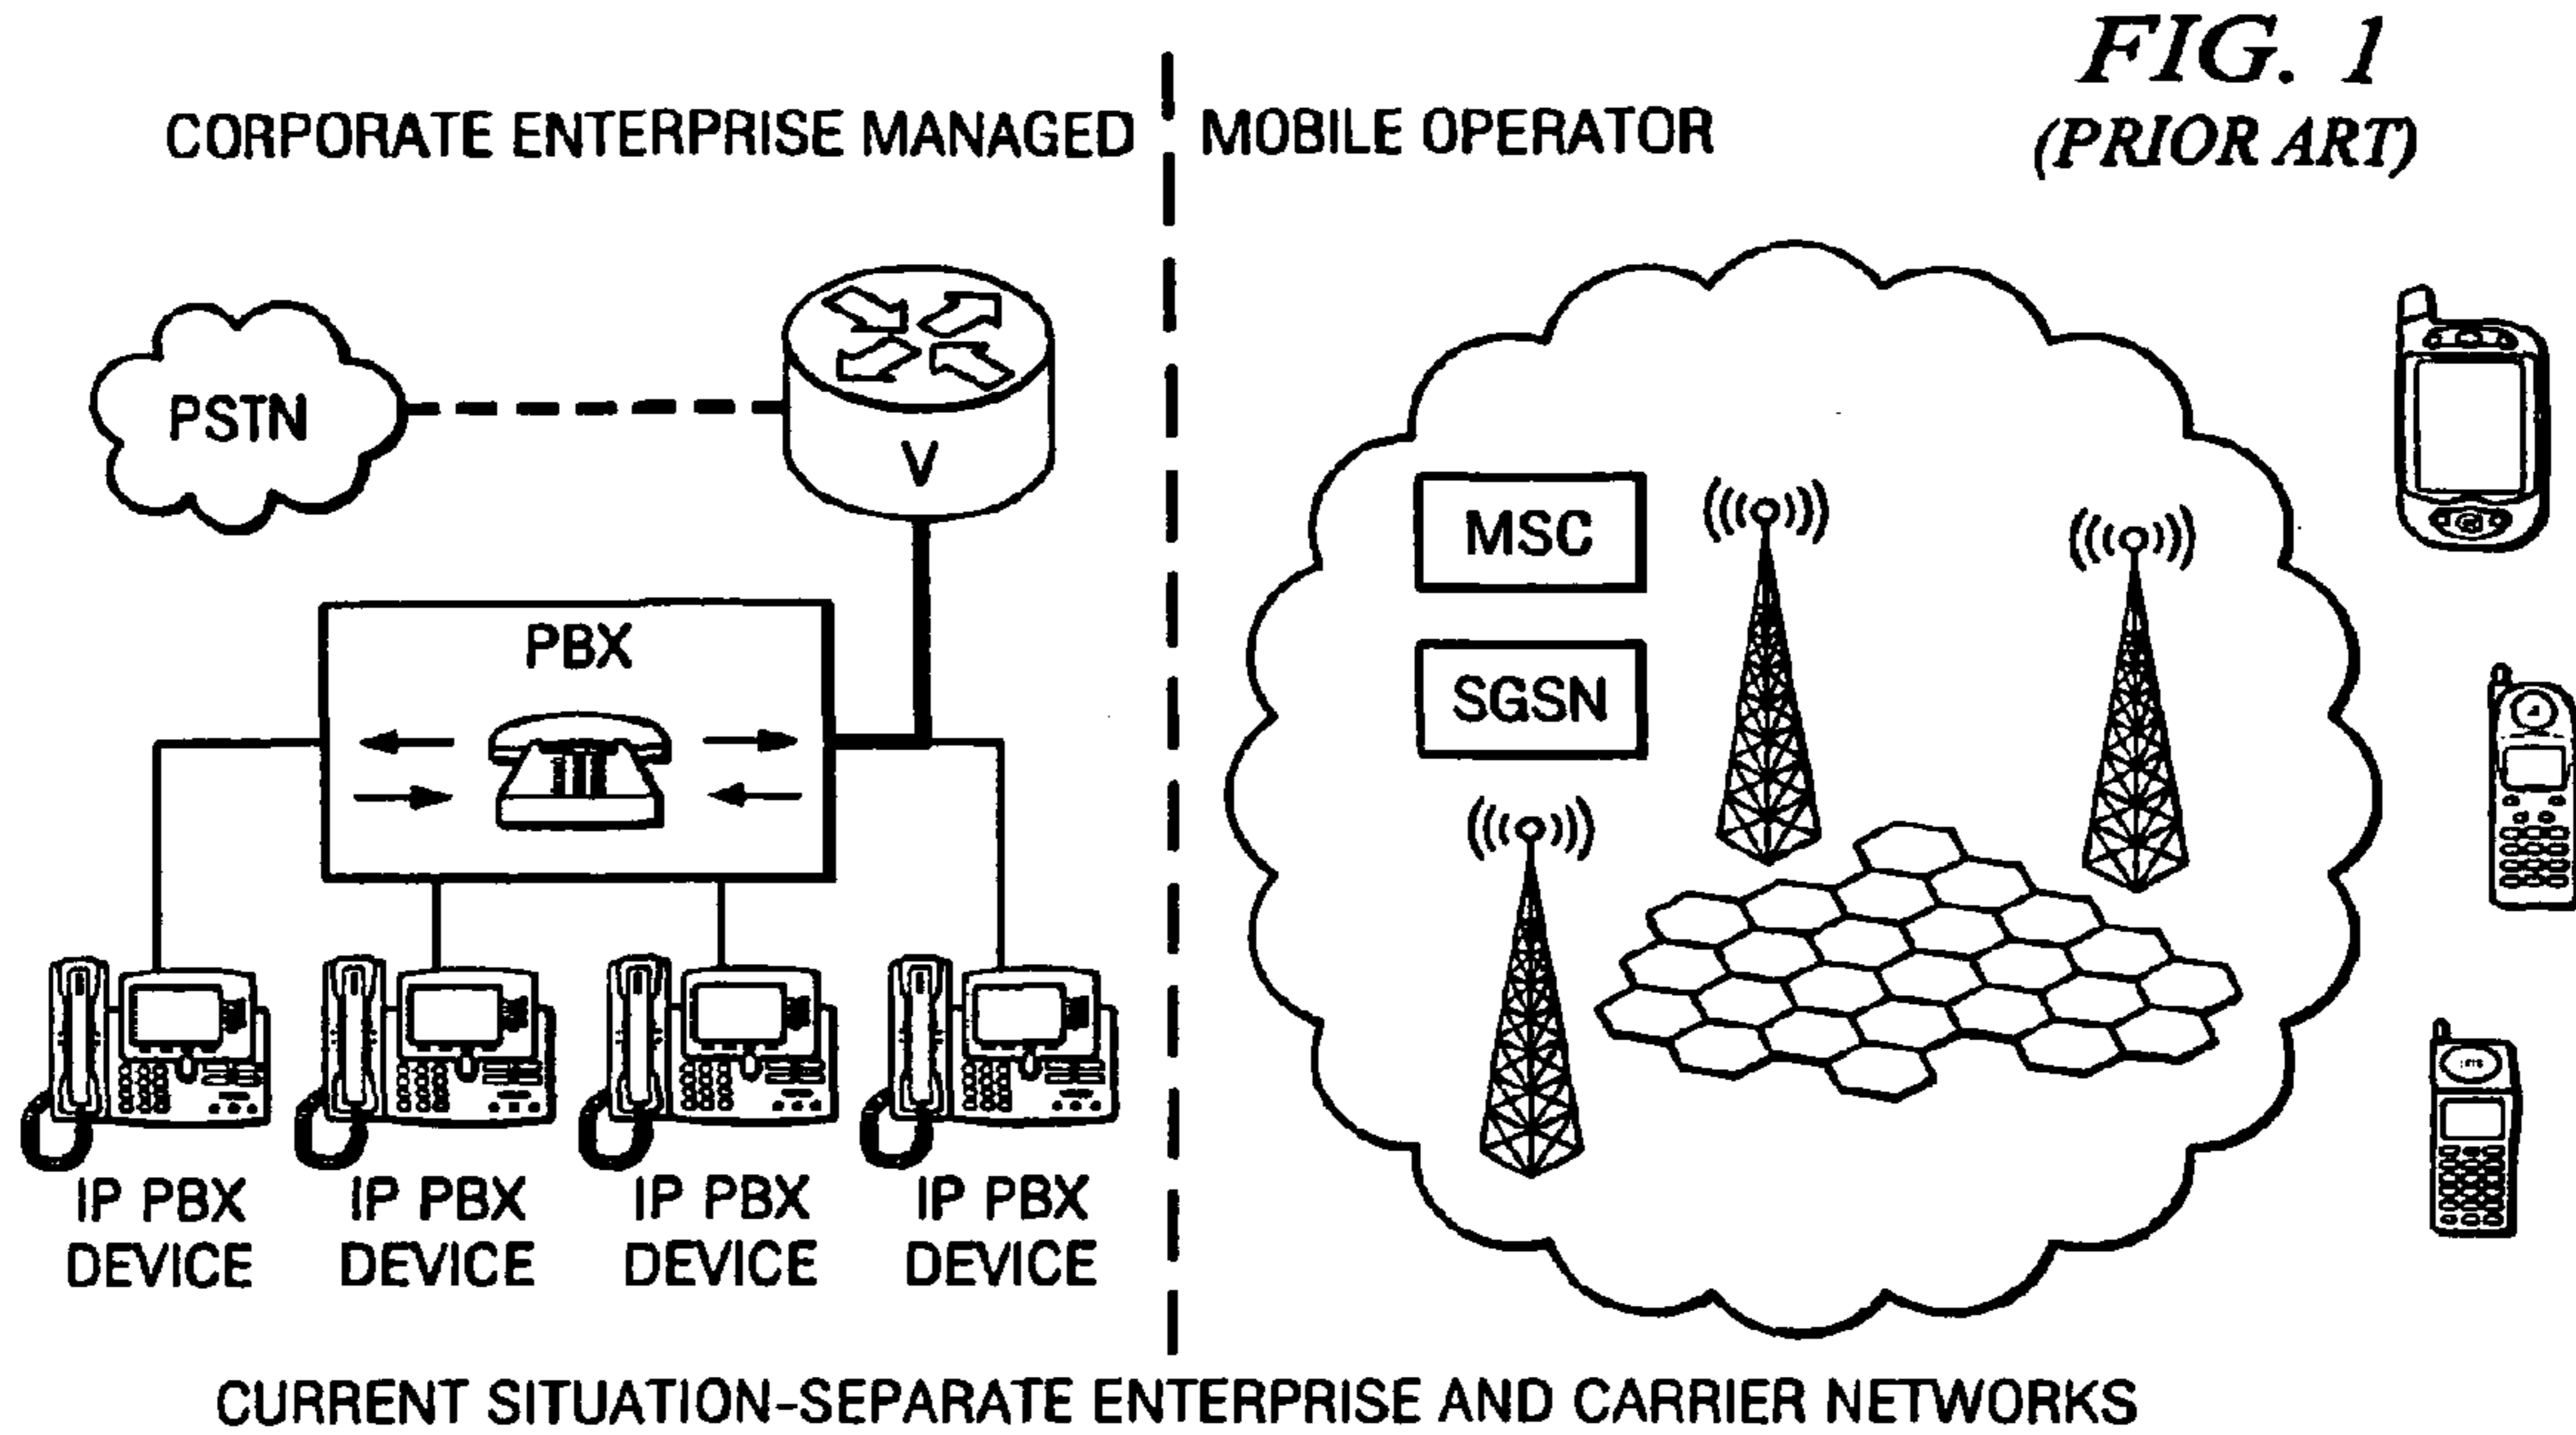 FIG. 1
(PRIOR ART)
CORPORATE ENTERPRISE MANAGED
MOBILE OPERATOR
PSTN
V
MSC
SGSN
PBX
IP PBX
DEVICE
IP PBX
DEVICE
IP PBX
DEVICE
IP PBX
DEVICE
CURRENT SITUATION-SEPARATE ENTERPRISE AND CARRIER NETWORKS